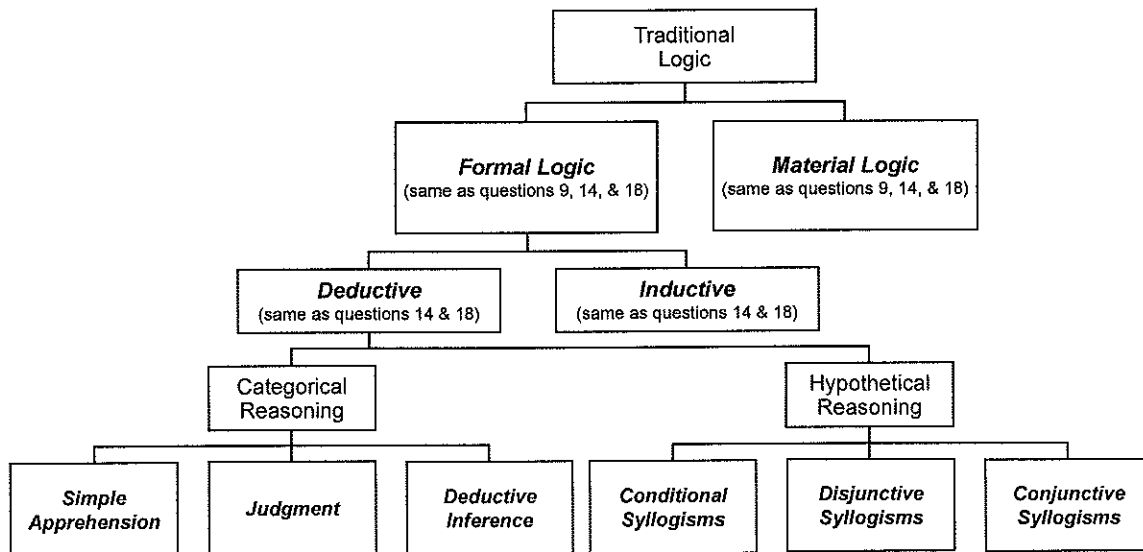 Traditional
Logic
Formal Logic
(same as questions 9, 14, & 18)
Material Logic
(same as questions 9, 14, & 18)
Deductive
(same as questions 14 & 18)
Inductive
(same as questions 14 & 18)
Categorical
Reasoning
Hypothetical
Reasoning
Simple
Apprehension
Judgment
Deductive
Inference
Conditional
Syllogisms
Disjunctive
Syllogisms
Conjunctive
Syllogisms